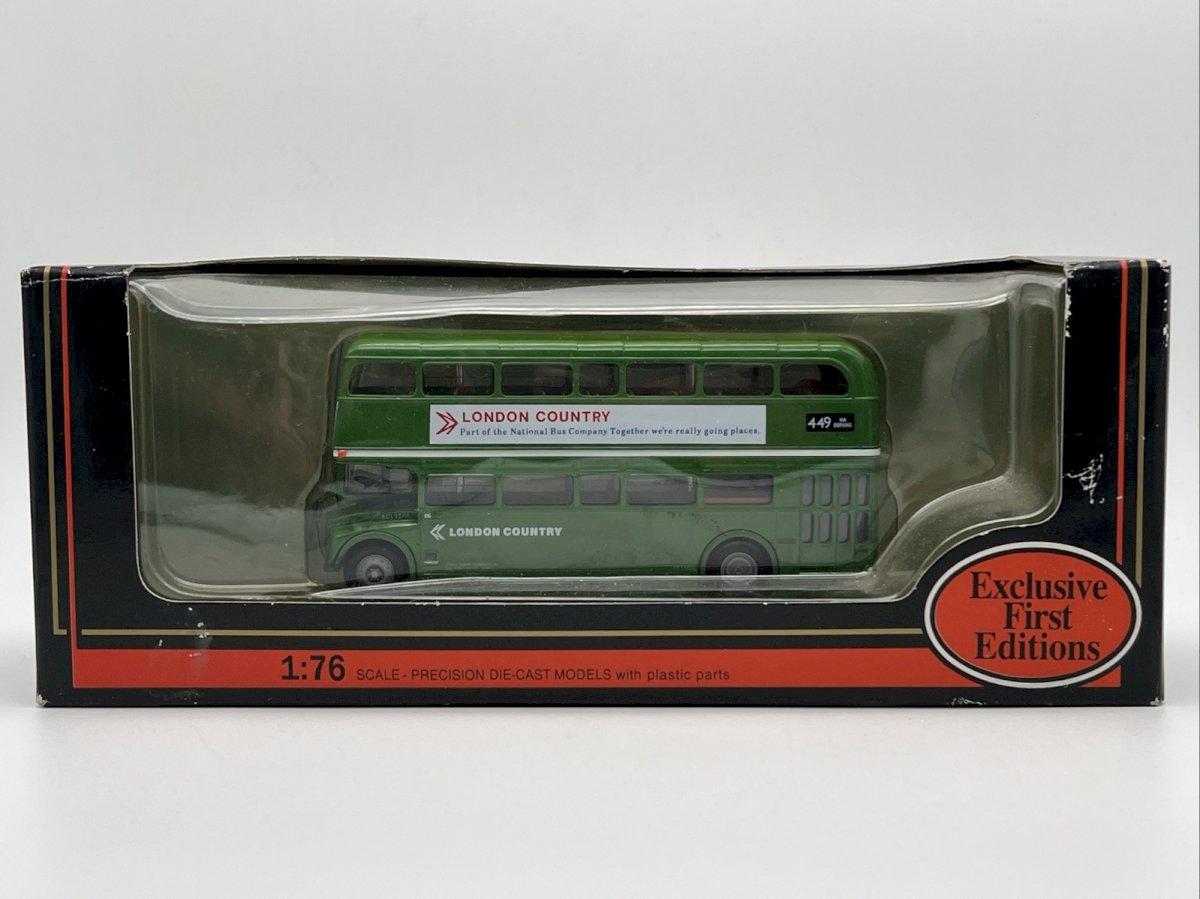 LONDON COUNTRY
Part of the National Bus Company Together we're really going places.
449
LONDON COUNTRY
Exclusive
First
Editions
1:76 SCALE - PRECISION DIE-CAST MODELS with plastic parts